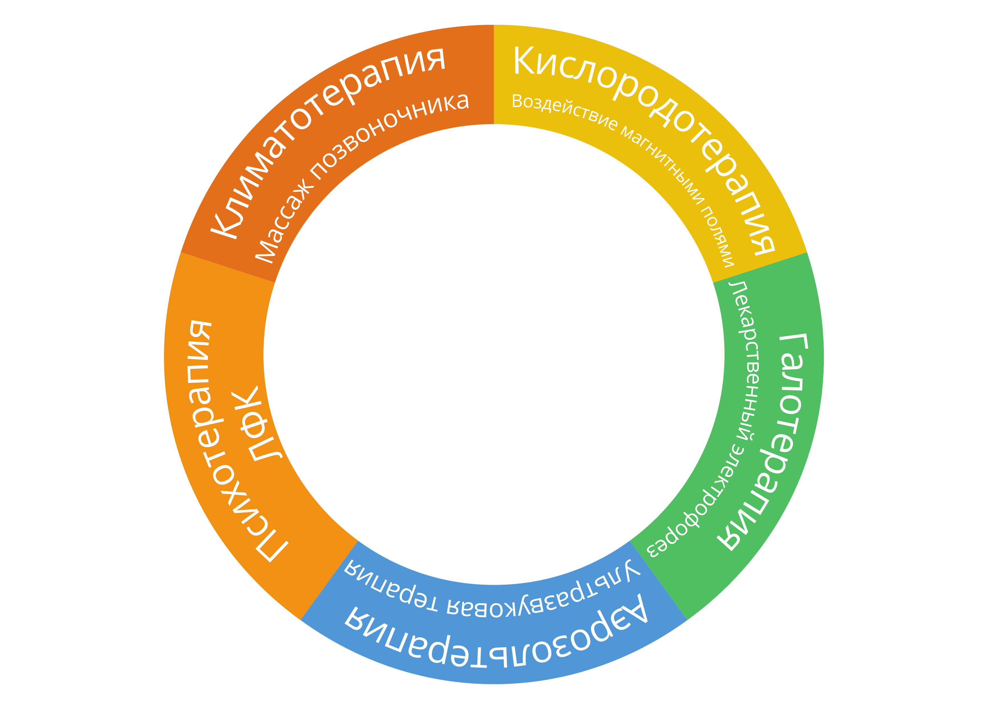 Кислородотерапия
Воздействие магнитными полями
Галотерапия
Лекарственный электрофорез
Аэрозольтерапия
Ультразвуковая терапия
Психотерапия
ЛФК
Климатотерапия
Массаж позвоночника